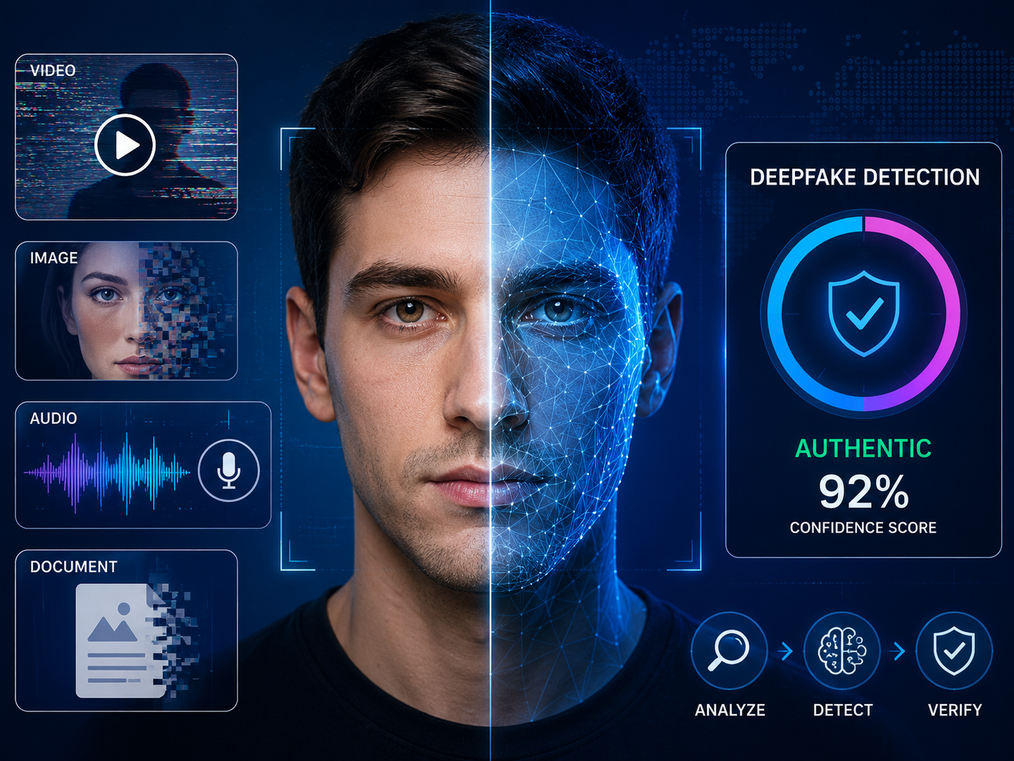 VIDEO
IMAGE
AUDIO
DOCUMENT
DEEPFAKE DETECTION
AUTHENTIC
92%
CONFIDENCE SCORE
ANALYZE
DETECT
VERIFY